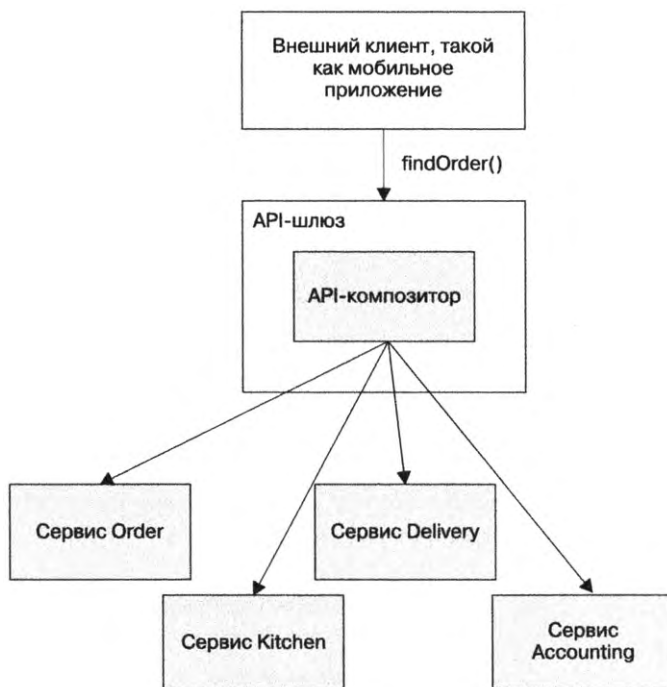 Внешний клиент, такой
как мобильное
приложение
findOrder()
API-шлюз
API-композитор
Сервис Order
Сервис Delivery
Сервис Kitchen
Сервис
Accounting